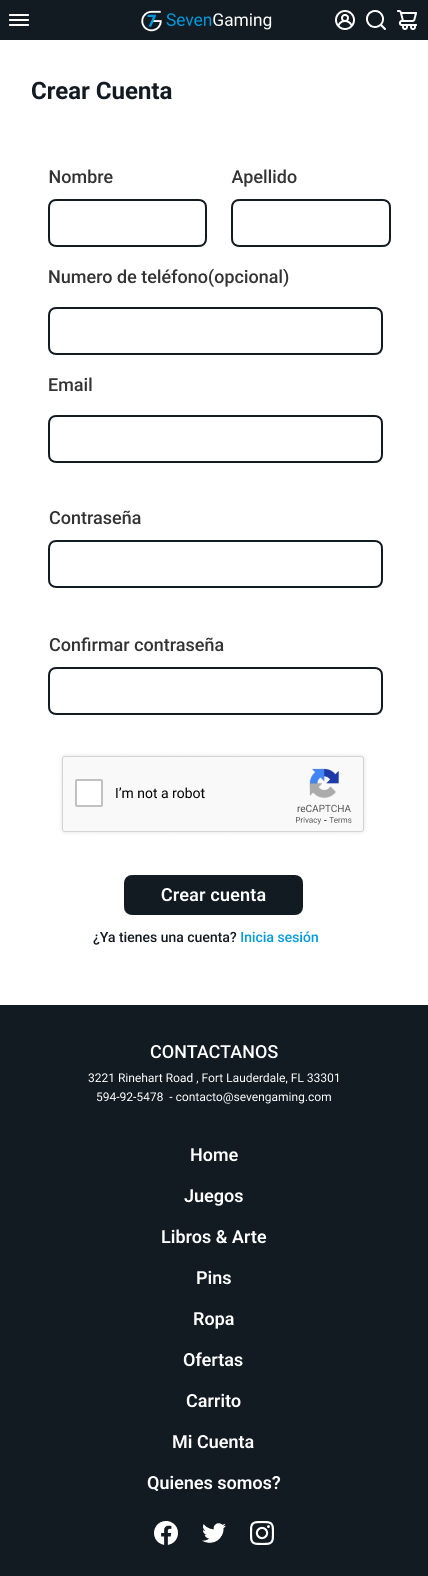 SevenGaming
Crear Cuenta
Nombre Apellido
Numero de teléfono(opcional)
Email
Contraseña
Confirmar contraseña
I'm not a robot
reCAPTCHA
Privacy - Terms
Crear cuenta
¿Ya tienes una cuenta? Inicia sesión
CONTACTANOS
3221 Rinehart Road , Fort Lauderdale, FL 33301
594-92-5478 - contacto@sevengaming.com
Home
Juegos
Libros & Arte
Pins
Ropa
Ofertas
Carrito
Mi Cuenta
Quienes somos?